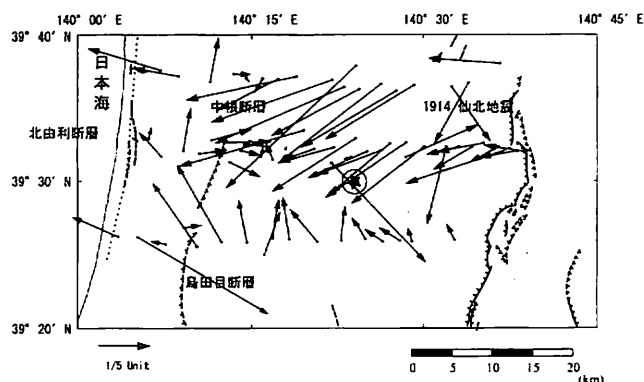 140° 00′ E
140° 15′ E
140° 30′ E
140° 45′ E
39° 40′ N
日本海
中根断層
1914 仙北地震
北由利断層
39° 30′ N
鳥田目断層
39° 20′ N
1/5 Unit
0 5 10 15 20
(km)